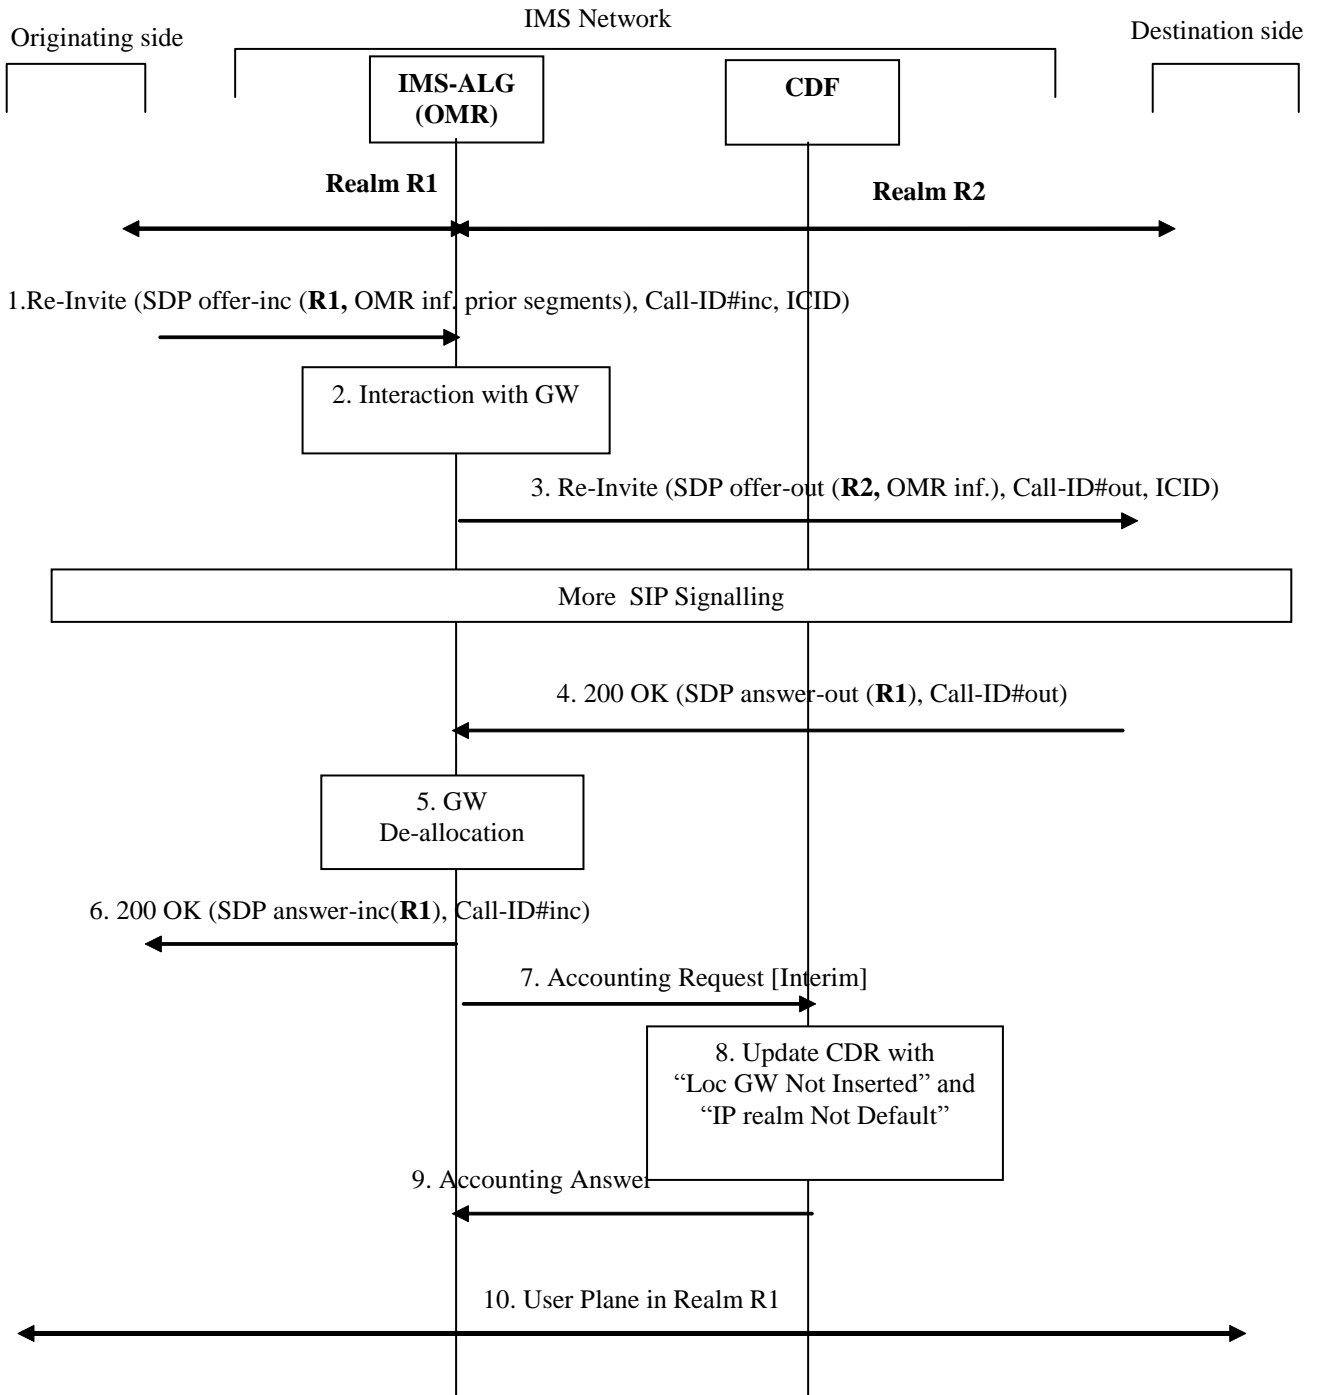 IMS Network
Originating side
Destination side
IMS-ALG
(OMR)
CDF
Realm R1
Realm R2
1.Re-Invite (SDP offer-inc (R1, OMR inf. prior segments), Call-ID#inc, ICID)
2. Interaction with GW
3. Re-Invite (SDP offer-out (R2, OMR inf.), Call-ID#out, ICID)
More SIP Signalling
4. 200 OK (SDP answer-out (R1), Call-ID#out)
5. GW
De-allocation
6. 200 OK (SDP answer-inc(R1), Call-ID#inc)
7. Accounting Request [Interim]
8. Update CDR with
“Loc GW Not Inserted” and
“IP realm Not Default”
9. Accounting Answer
10. User Plane in Realm R1